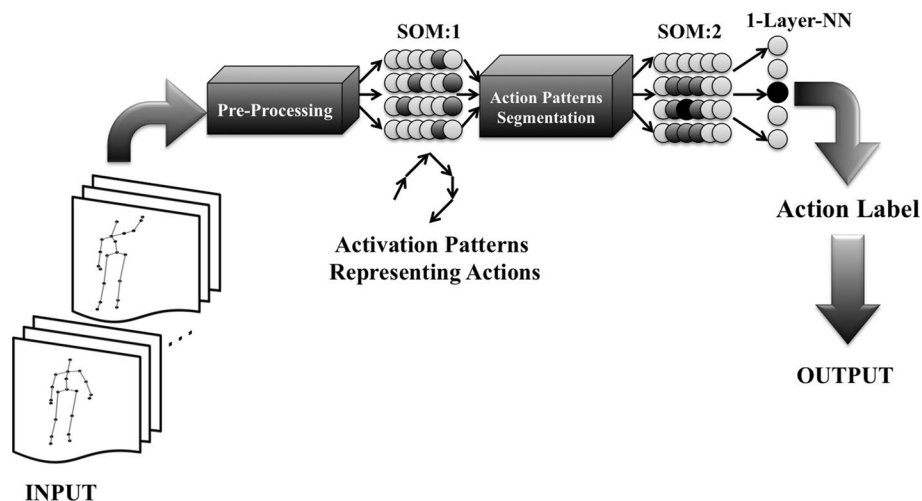 1-Layer-NN
SOM:1
SOM:2
Pre-Processing
Action Patterns
Segmentation
Action Label
Activation Patterns
Representing Actions
OUTPUT
INPUT